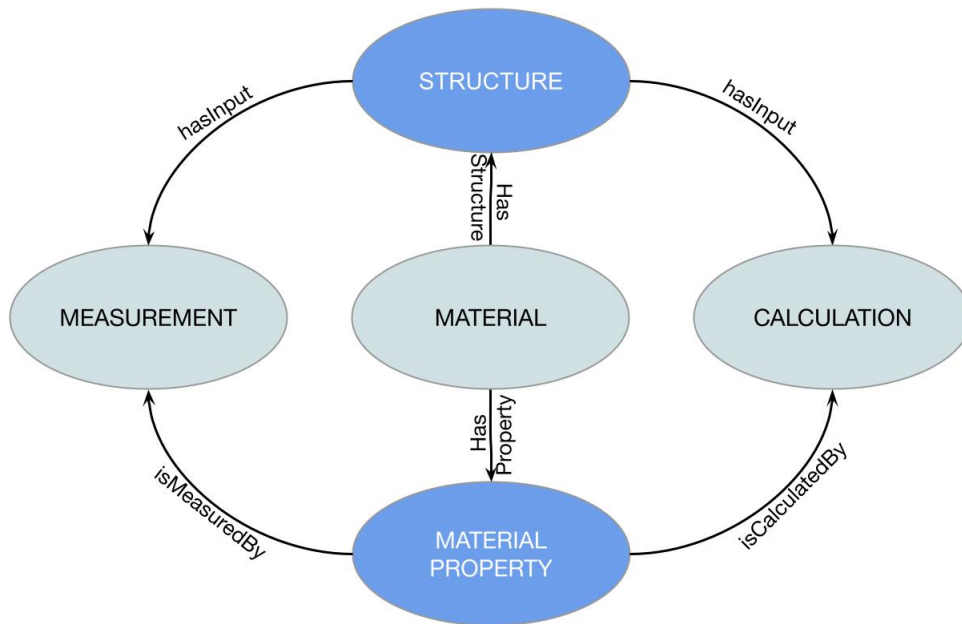 STRUCTURE
hasInput
hasInput
Has
Structure
MEASUREMENT
MATERIAL
CALCULATION
Has
Property
isMeasuredBy
isCalculatedBy
MATERIAL
PROPERTY